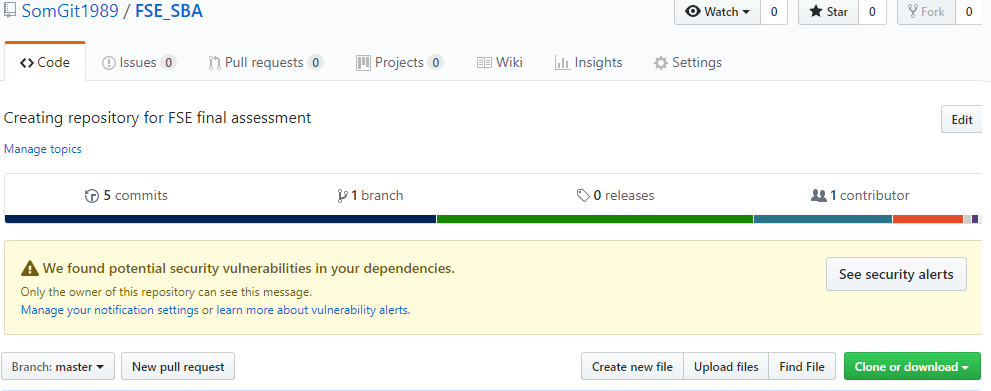 SomGit1989 / FSE_SBA
Watch 0 Star 0 Fork 0
Code Issues 0 Pull requests 0 Projects 0 Wiki Insights Settings
Creating repository for FSE final assessment
Edit
Manage topics
5 commits 1 branch 0 releases 1 contributor
We found potential security vulnerabilities in your dependencies.
See security alerts
Only the owner of this repository can see this message.
Manage your notification settings or learn more about vulnerability alerts.
Branch: master New pull request Create new file Upload files Find File Clone or download